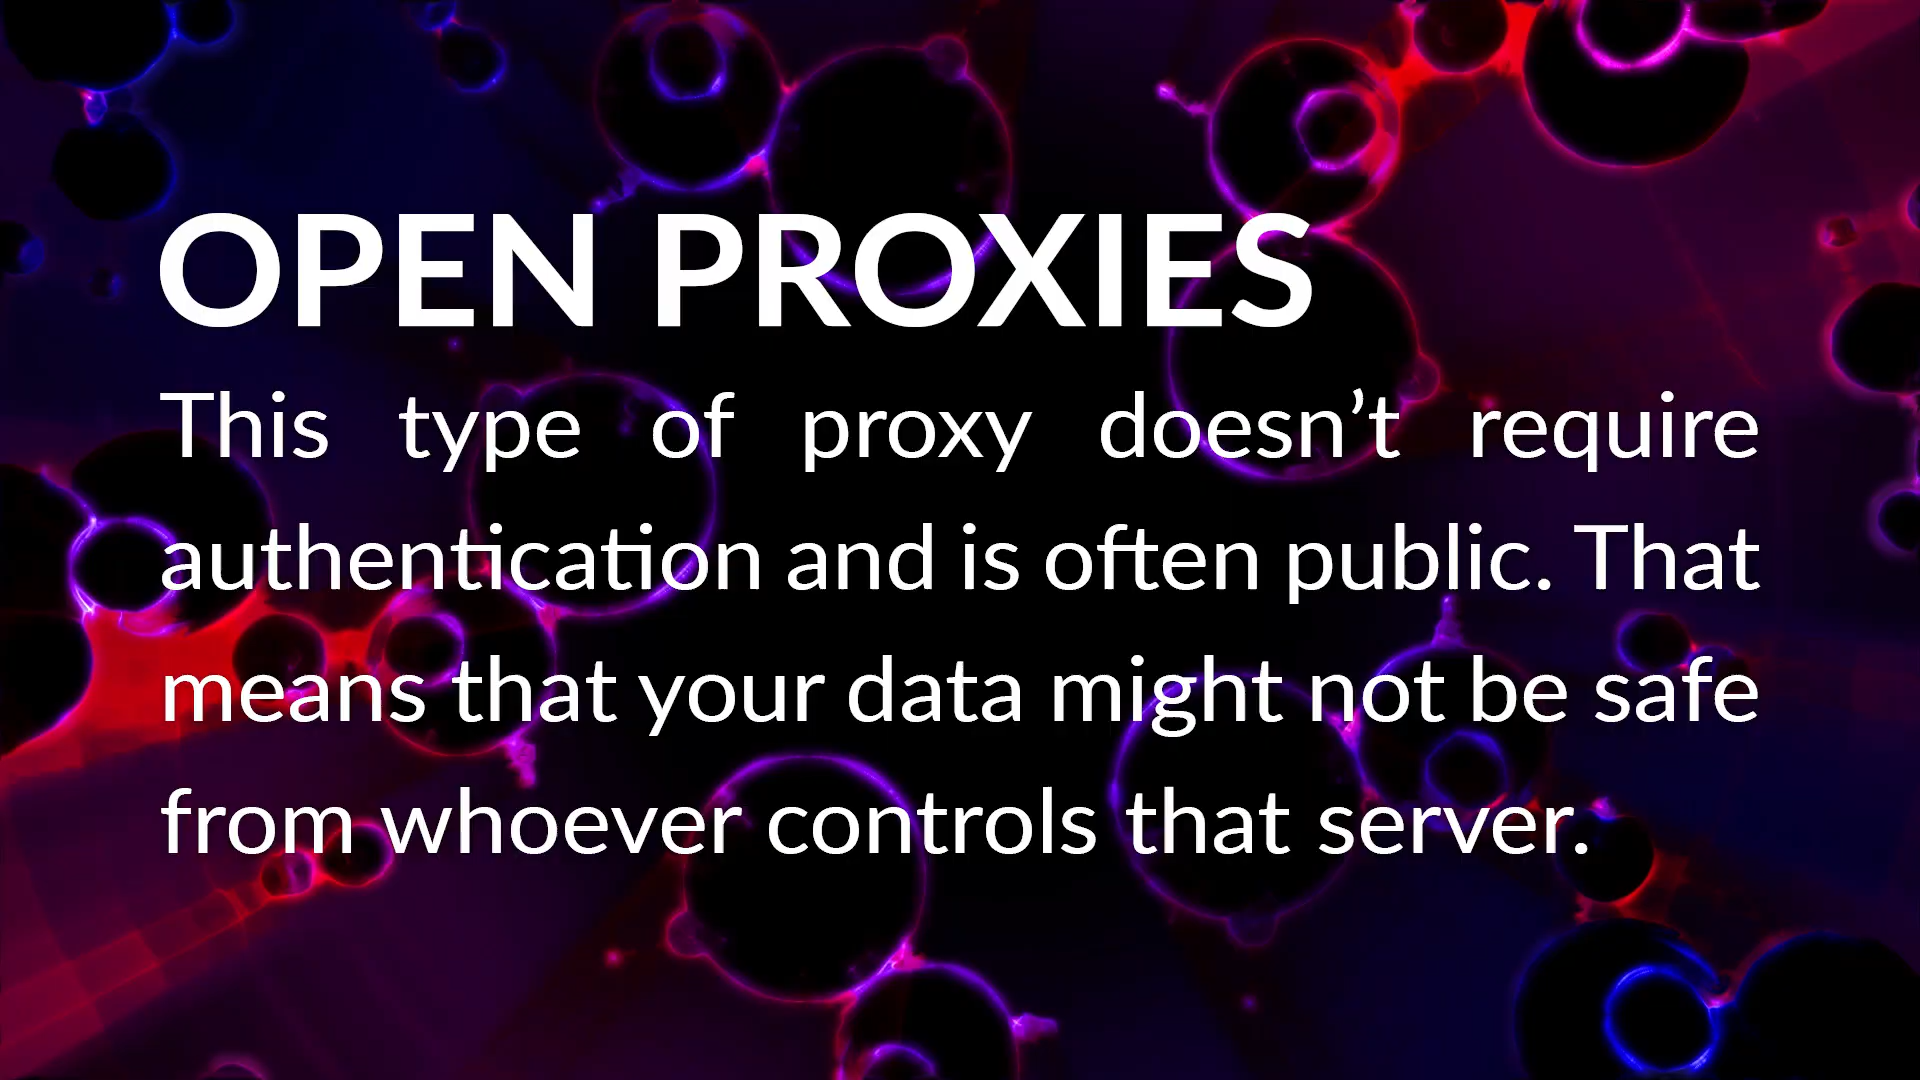 OPEN PROXIES
This type of proxy doesn’t require
authentication and is often public. That
means that your data might not be safe
from whoever controls that server.